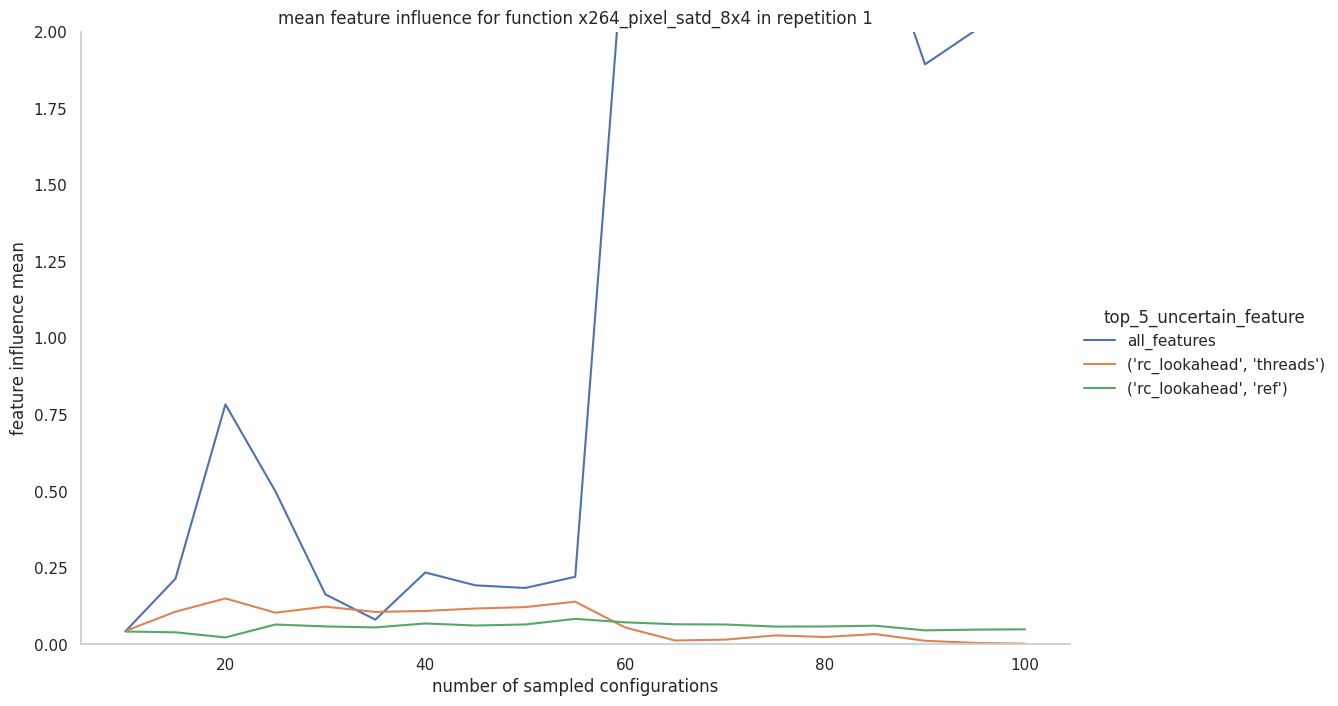 mean feature influence for function x264_pixel_satd_8x4 in repetition 1
2.00
1.75
1.50
1.25
1.00
0.75
0.50
0.25
0.00
feature influence mean
20
40
60
80
100
number of sampled configurations
top_5_uncertain_feature
all_features
('rc_lookahead', 'threads')
('rc_lookahead', 'ref')